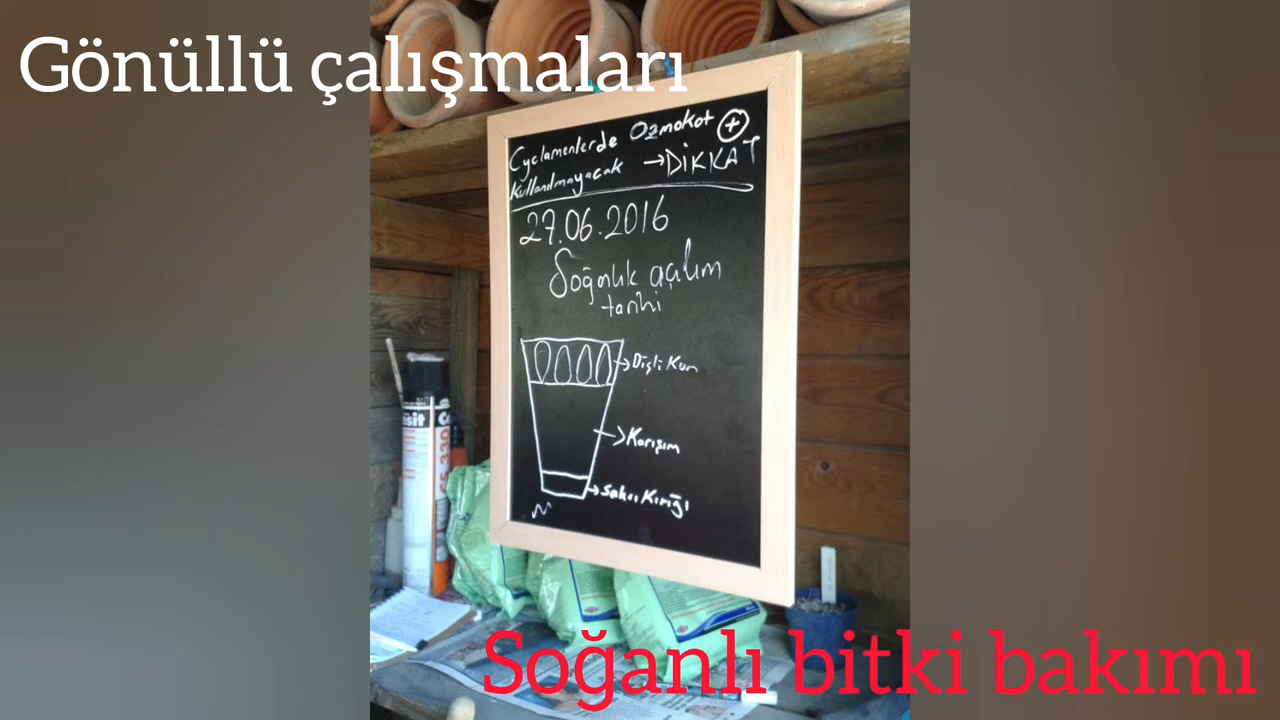 Gönüllü çalışmaları
Cyclamenlerde Ozmokot +
Kullanılmayacak →DİKKAT
27.06.2016
Soğanlık açılım
tarihi
→Dişli Kum
→Karışım
→Saksı Kırığı
Soğanlı bitki bakımı